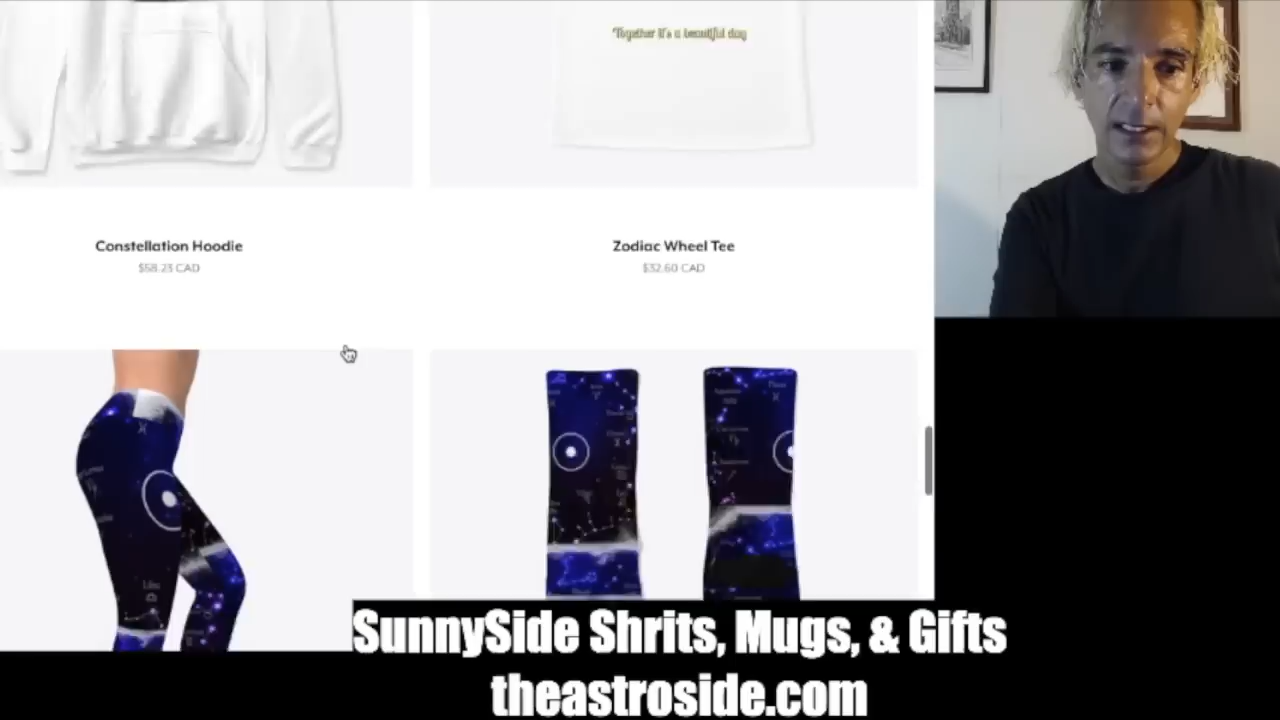 Together it's a beautiful day
Constellation Hoodie
$58.23 CAD
Zodiac Wheel Tee
$32.60 CAD
Libra
SunnySide Shrits, Mugs, & Gifts
theastroside.com